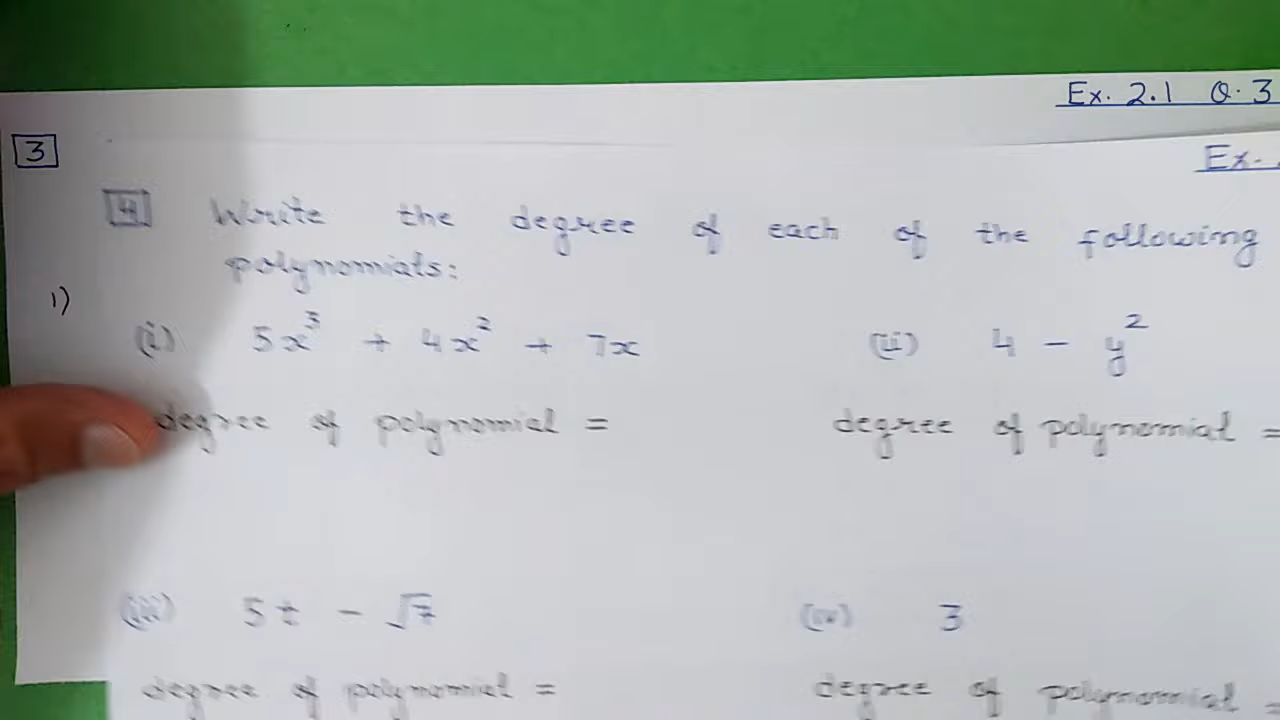 Ex. 2.1 Q.3
3
Ex.
4 Write the degree of each of the following
polynomials:
1)
(i) 5x³ + 4x² + 7x (ii) 4 - y²
degree of polynomial = degree of polynomial =
(iii) 5t - √7 (iv) 3
degree of polynomial = degree of polynomial =